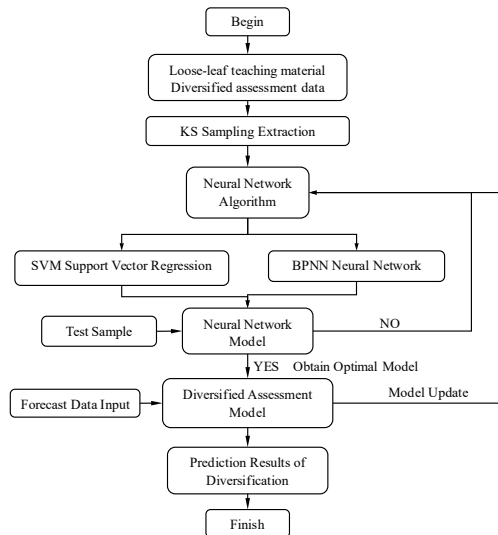 Begin
Loose-leaf teaching material
Diversified assessment data
KS Sampling Extraction
Neural Network
Algorithm
SVM Support Vector Regression
BPNN Neural Network
Test Sample
Neural Network
Model
NO
YES Obtain Optimal Model
Forecast Data Input
Diversified Assessment
Model
Model Update
Prediction Results of
Diversification
Finish